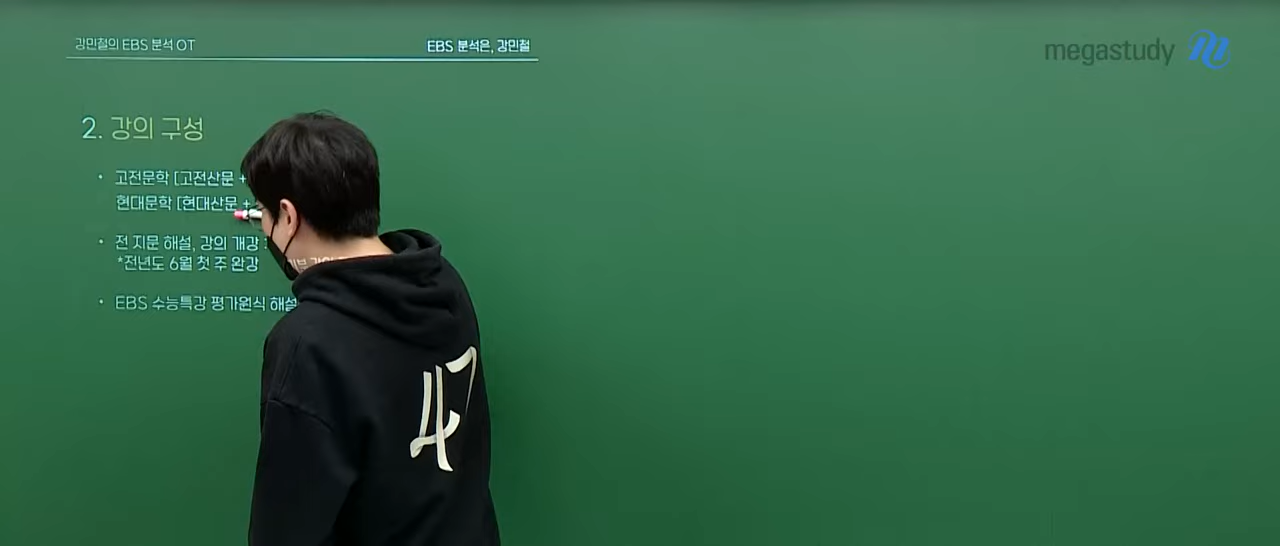 강민철의 EBS 분석 OT
EBS 분석은, 강민철
megastudy
2. 강의 구성
• 고전문학 [고전산문 +
현대문학 [현대산문 +
• 전 지문 해설, 강의 개강
*전년도 6월 첫 주 완강
• EBS 수능특강 평가원식 해설
47